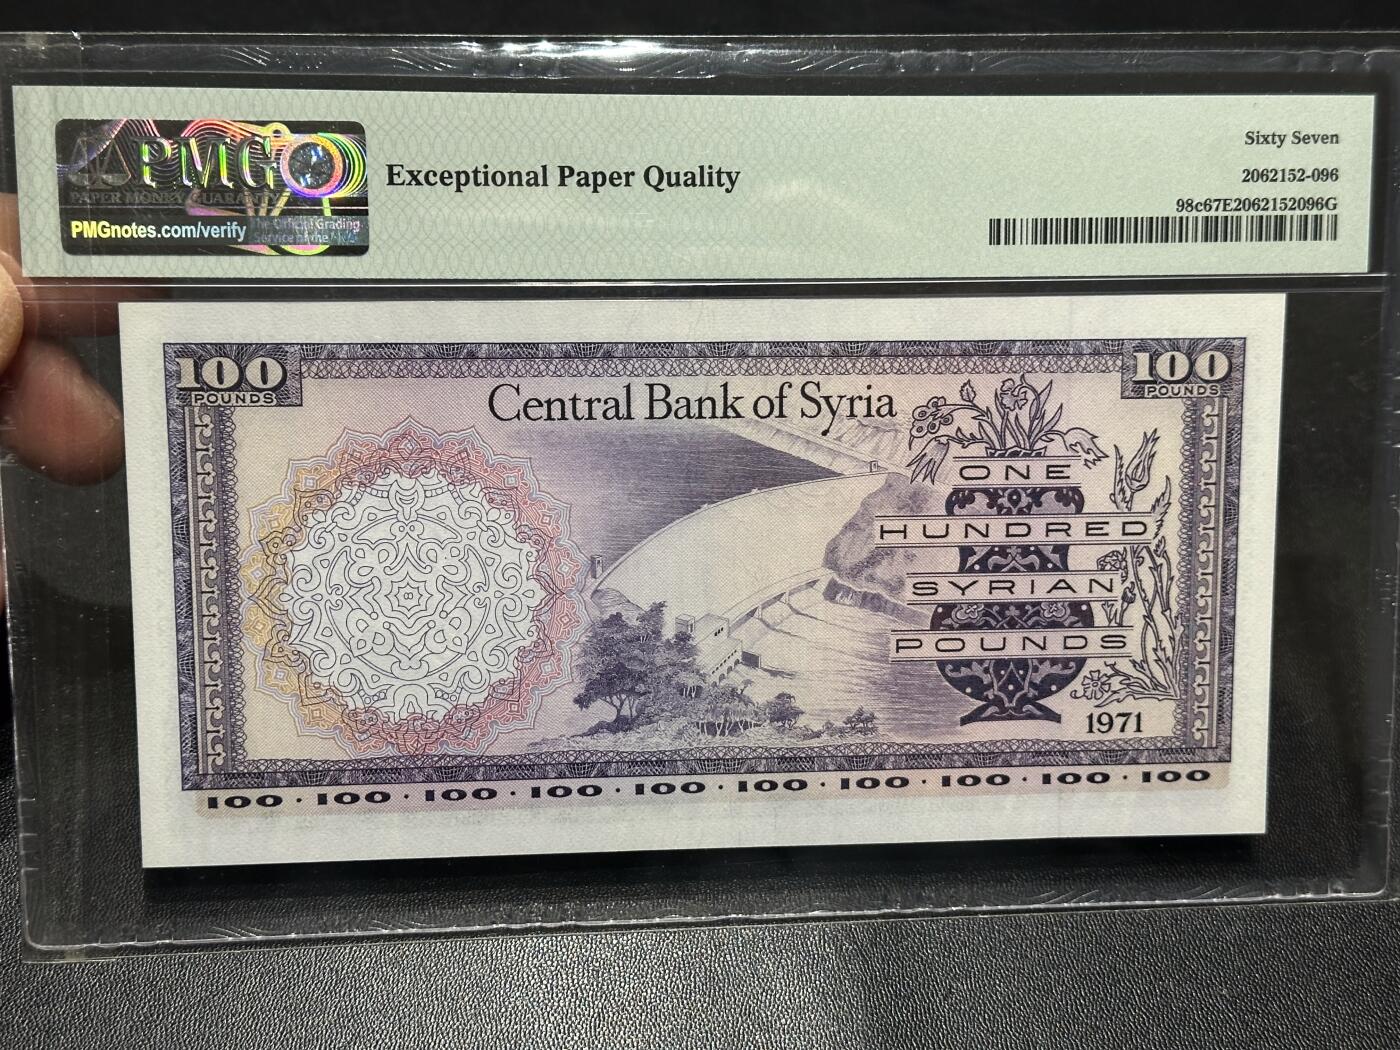 PMG
PAPER MONEY GUARANTY
PMGnotes.com/verify
The Official Grading
Service of the
Exceptional Paper Quality
Sixty Seven
2062152-096
98c67E2062152096G
100
POUNDS
100
POUNDS
Central Bank of Syria
ONE
HUNDRED
SYRIAN
POUNDS
1971
100 · 100 · 100 · 100 · 100 · 100 · 100 · 100 · 100 · 100